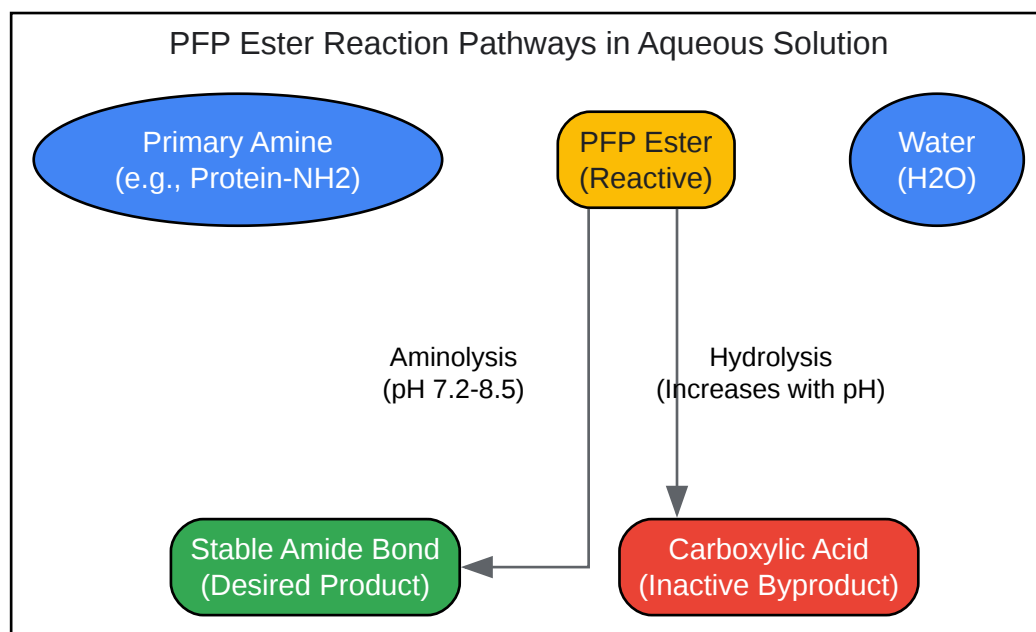 PFP Ester Reaction Pathways in Aqueous Solution
Primary Amine
(e.g., Protein-NH2)
PFP Ester
(Reactive)
Water
(H2O)
Aminolysis
(pH 7.2-8.5)
Hydrolysis
(Increases with pH)
Stable Amide Bond
(Desired Product)
Carboxylic Acid
(Inactive Byproduct)